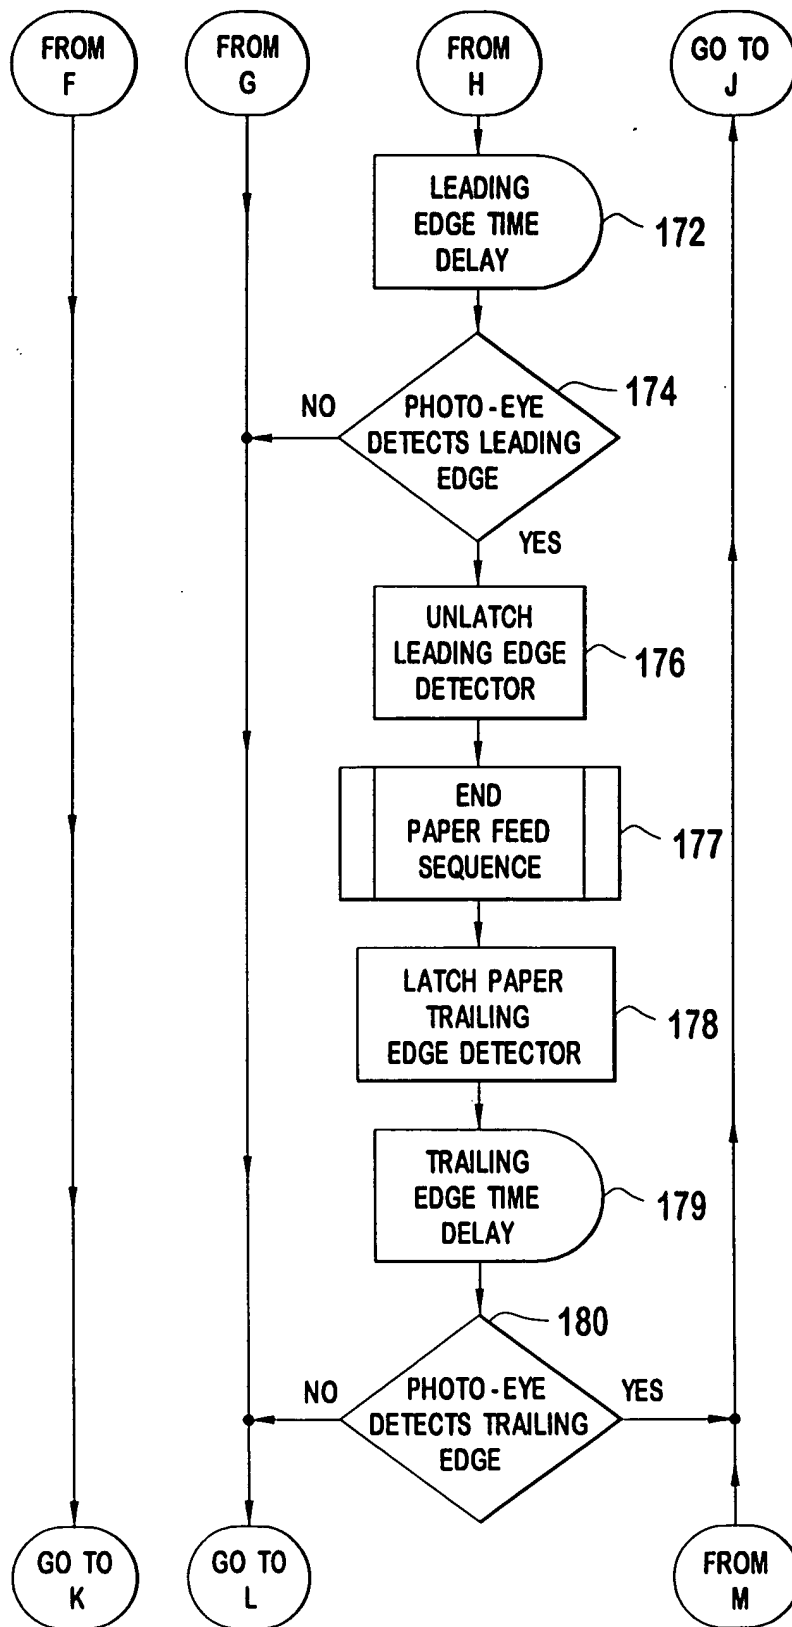 FROM
F
FROM
G
FROM
H
GO TO
J
LEADING
EDGE TIME
DELAY
172
PHOTO-EYE
DETECTS LEADING
EDGE
174
NO
YES
UNLATCH
LEADING EDGE
DETECTOR
176
END
PAPER FEED
SEQUENCE
177
LATCH PAPER
TRAILING
EDGE DETECTOR
178
TRAILING
EDGE TIME
DELAY
179
180
PHOTO-EYE
DETECTS TRAILING
EDGE
NO
YES
GO TO
K
GO TO
L
FROM
M